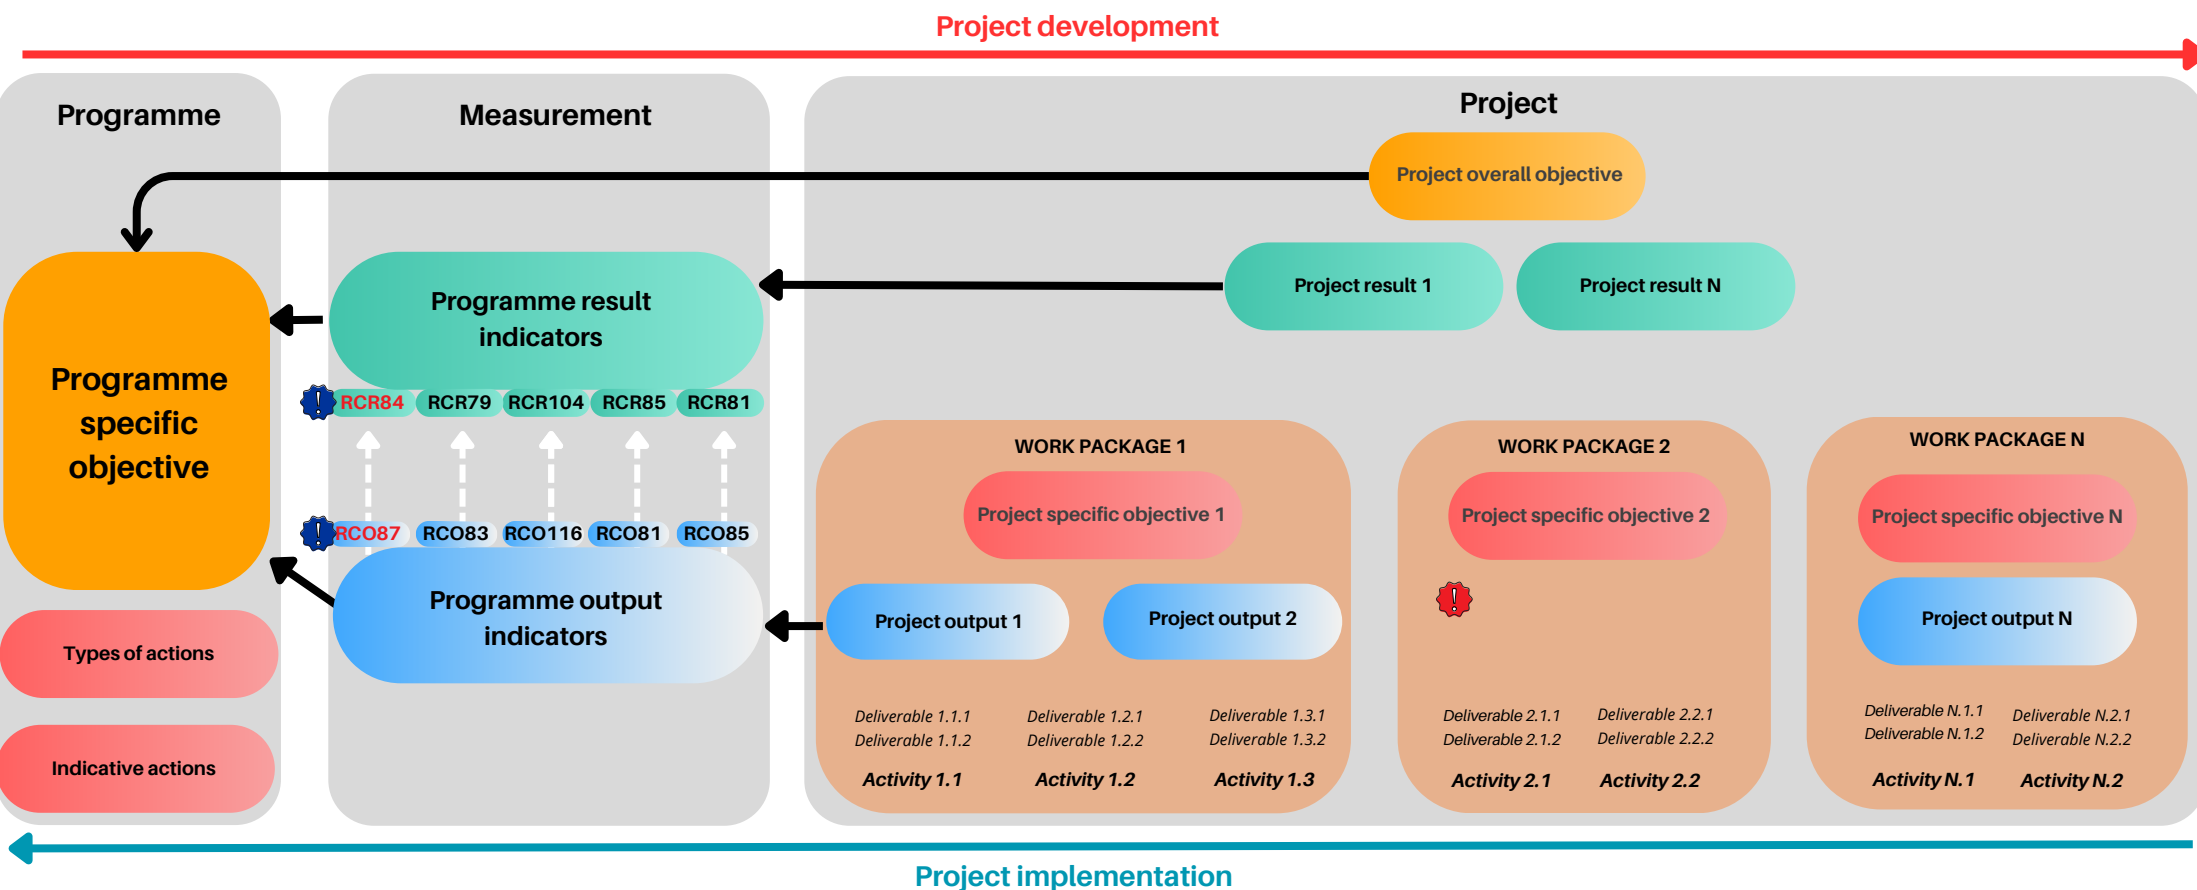 Project development
Programme
Measurement
Project
Project overall objective
Project result 1
Project result N
Programme result
indicators
Programme
specific
objective
RCR84
RCR79
RCR104
RCR85
RCR81
RCO87
RCO83
RCO116
RCO81
RCO85
Programme output
indicators
Types of actions
Indicative actions
WORK PACKAGE 1
Project specific objective 1
Project output 1
Project output 2
Deliverable 1.1.1
Deliverable 1.1.2
Activity 1.1
Deliverable 1.2.1
Deliverable 1.2.2
Activity 1.2
Deliverable 1.3.1
Deliverable 1.3.2
Activity 1.3
WORK PACKAGE 2
Project specific objective 2
!
Deliverable 2.1.1
Deliverable 2.1.2
Activity 2.1
Deliverable 2.2.1
Deliverable 2.2.2
Activity 2.2
WORK PACKAGE N
Project specific objective N
Project output N
Deliverable N.1.1
Deliverable N.1.2
Activity N.1
Deliverable N.2.1
Deliverable N.2.2
Activity N.2
Project implementation